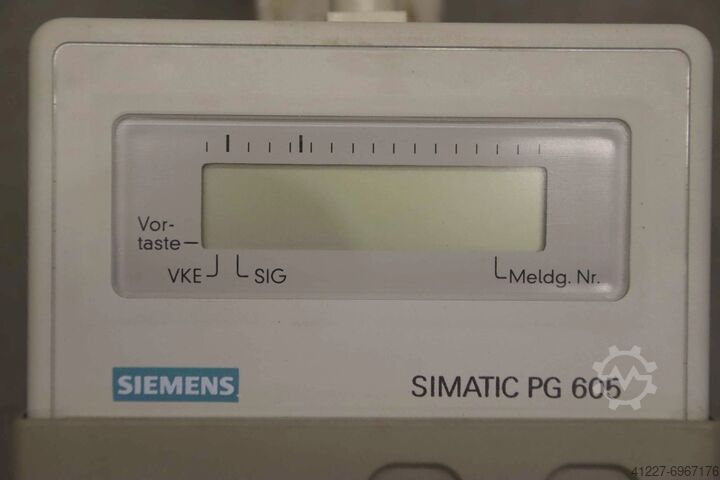 Vor-
taste
VKE SIG Meldg. Nr.
SIEMENS SIMATIC PG 605
41227-6967176